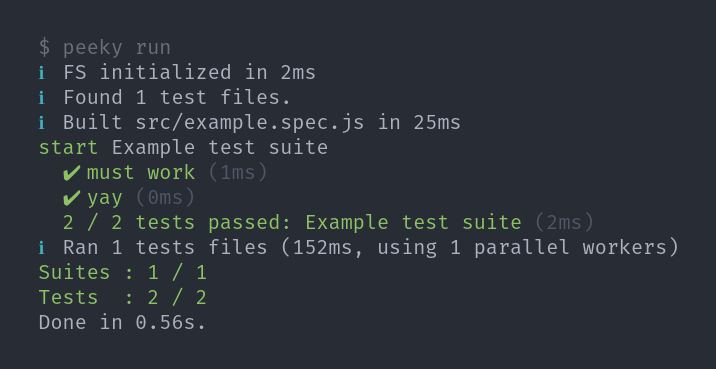 $ peeky run
ℹ FS initialized in 2ms
ℹ Found 1 test files.
ℹ Built src/example.spec.js in 25ms
start Example test suite
✔ must work (1ms)
✔ yay (0ms)
2 / 2 tests passed: Example test suite (2ms)
ℹ Ran 1 tests files (152ms, using 1 parallel workers)
Suites : 1 / 1
Tests  : 2 / 2
Done in 0.56s.